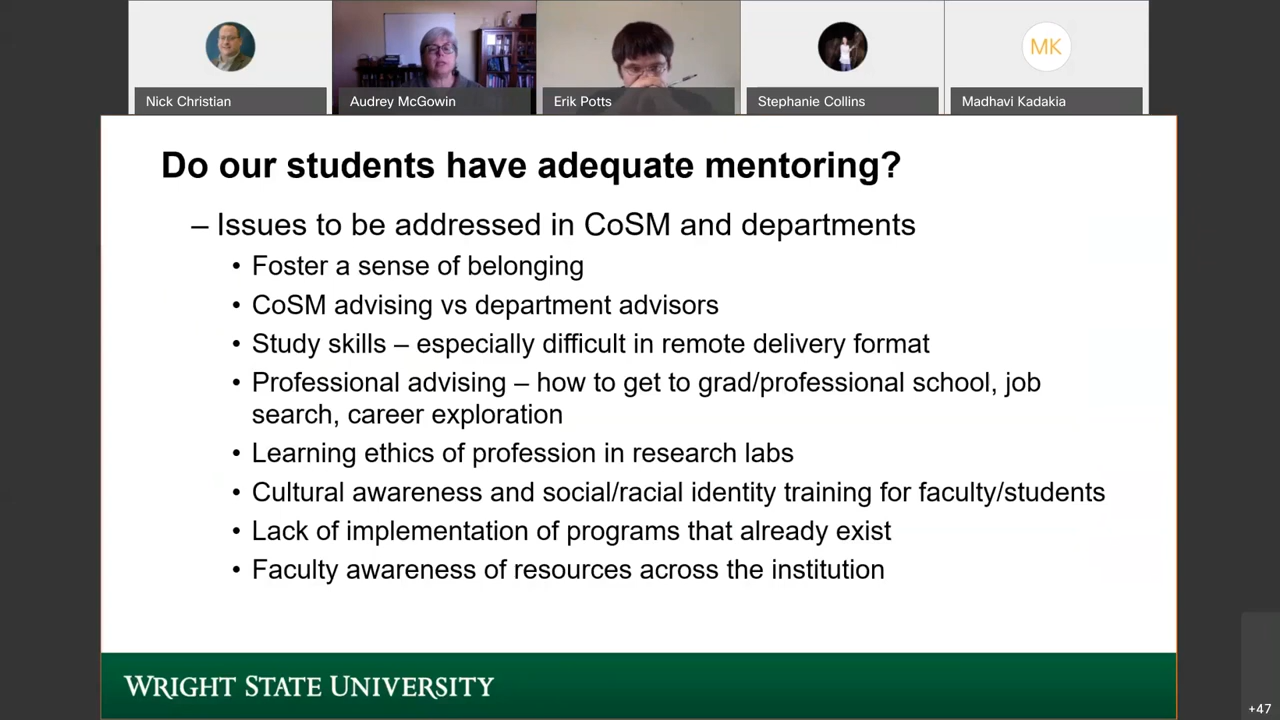 Nick Christian
Audrey McGowin
Erik Potts
Stephanie Collins
MK
Madhavi Kadakia
Do our students have adequate mentoring?
– Issues to be addressed in CoSM and departments
• Foster a sense of belonging
• CoSM advising vs department advisors
• Study skills – especially difficult in remote delivery format
• Professional advising – how to get to grad/professional school, job
search, career exploration
• Learning ethics of profession in research labs
• Cultural awareness and social/racial identity training for faculty/students
• Lack of implementation of programs that already exist
• Faculty awareness of resources across the institution
WRIGHT STATE UNIVERSITY
+47